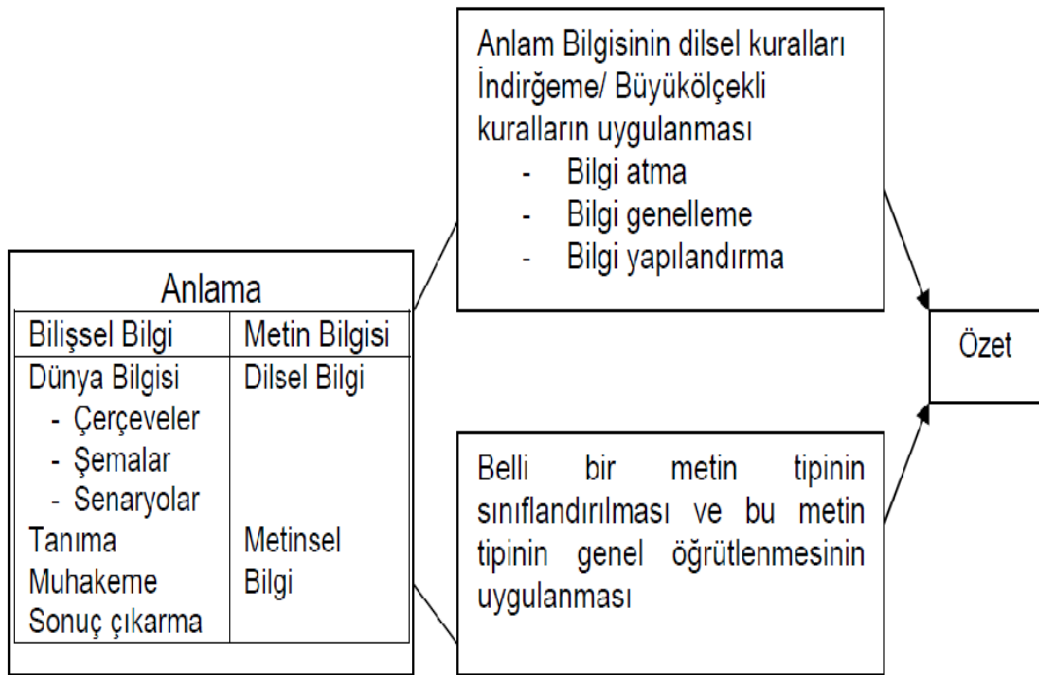 Anlam Bilgisinin dilsel kuralları
İndirğeme/ Büyükölçekli
kuralların uygulanması
- Bilgi atma
- Bilgi genelleme
- Bilgi yapılandırma
Anlama
Bilişsel Bilgi Metin Bilgisi
Dünya Bilgisi Dilsel Bilgi
- Çerçeveler
- Şemalar
- Senaryolar
Tanıma Metinsel
Muhakeme Bilgi
Sonuç çıkarma
Belli bir metin tipinin
sınıflandırılması ve bu metin
tipinin genel öğrütlenmesinin
uygulanması
Özet